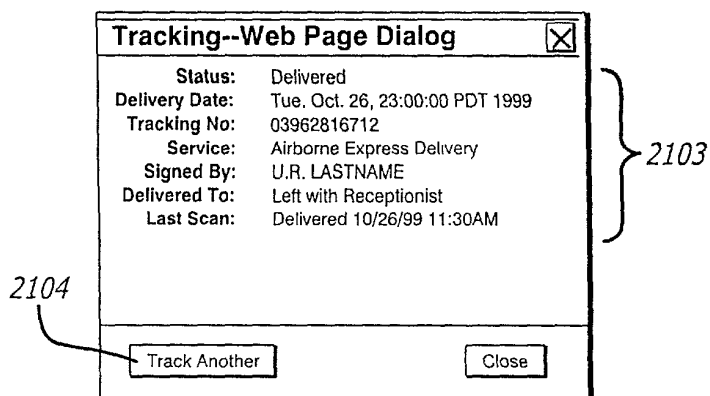 Tracking--Web Page Dialog
Status: Delivered
Delivery Date: Tue. Oct. 26, 23:00:00 PDT 1999
Tracking No: 03962816712
Service: Airborne Express Delivery
Signed By: U.R. LASTNAME
Delivered To: Left with Receptionist
Last Scan: Delivered 10/26/99 11:30AM
2103
2104
Track Another Close